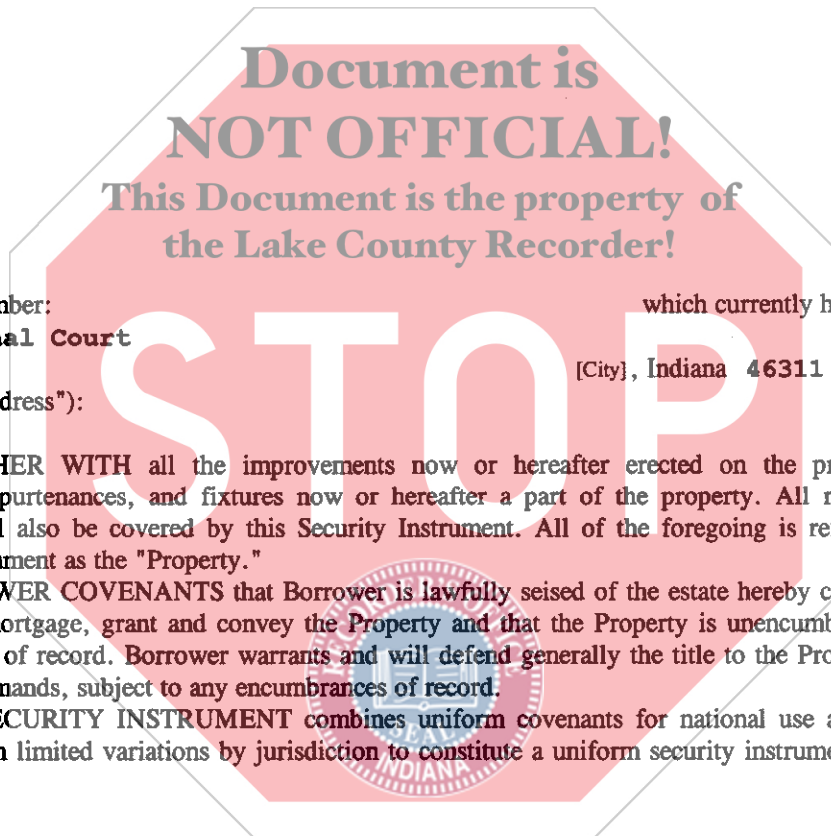 Document is
NOT OFFICIAL!
This Document is the property of
the Lake County Recorder!
nber: which currently h
al Court
[City], Indiana 46311
dress"):
STOP
HER WITH all the improvements now or hereafter erected on the pr
purtenances, and fixtures now or hereafter a part of the property. All r
l also be covered by this Security Instrument. All of the foregoing is re
ment as the "Property."
WER COVENANTS that Borrower is lawfully seised of the estate hereby c
ortgage, grant and convey the Property and that the Property is unencumb
of record. Borrower warrants and will defend generally the title to the Pro
mands, subject to any encumbrances of record.
ECURITY INSTRUMENT combines uniform covenants for national use a
n limited variations by jurisdiction to constitute a uniform security instrume
RECORDER'S OFFICE
SEAL
INDIANA